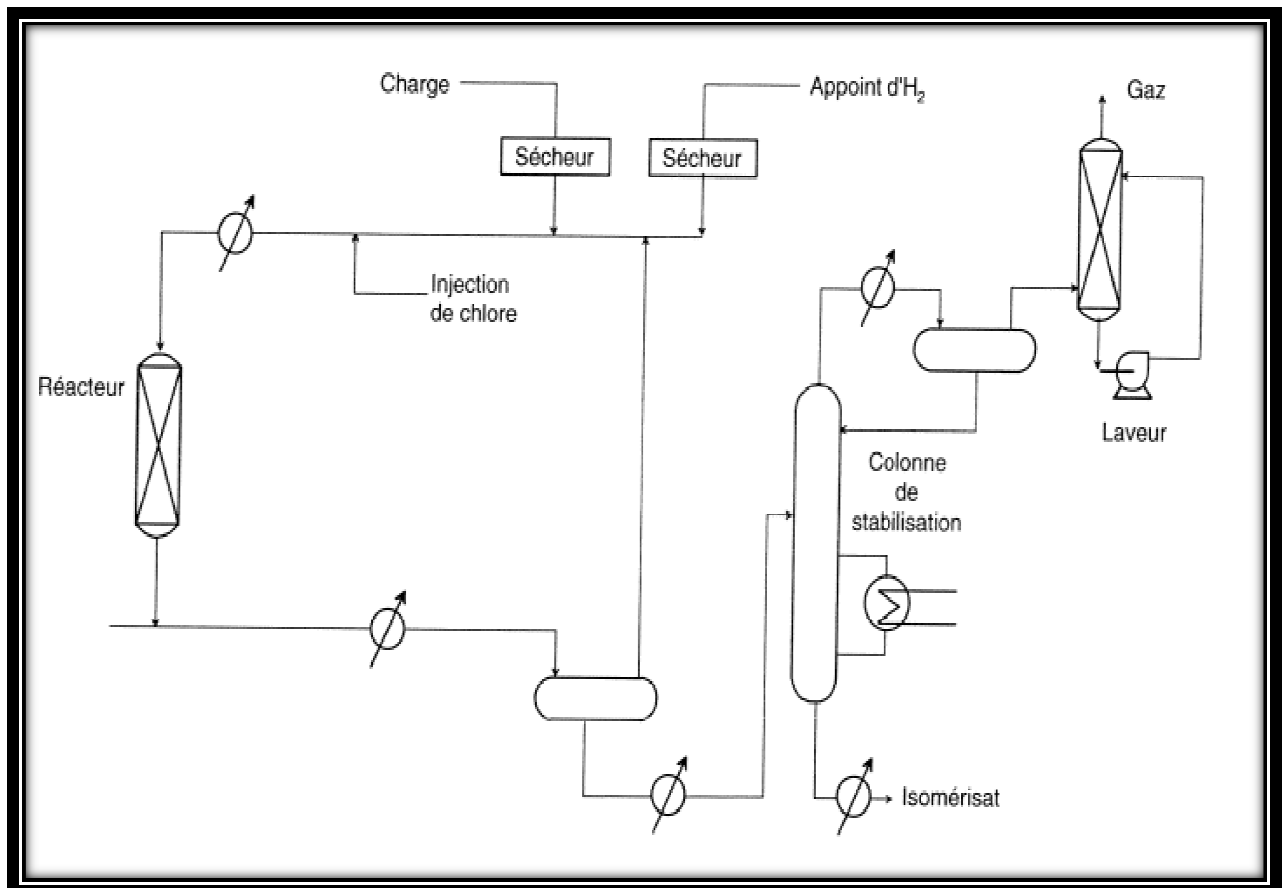 Charge
Appoint d'H₂
Gaz
Sécheur
Sécheur
Injection
de chlore
Réacteur
Laveur
Colonne
de
stabilisation
Isomérisat